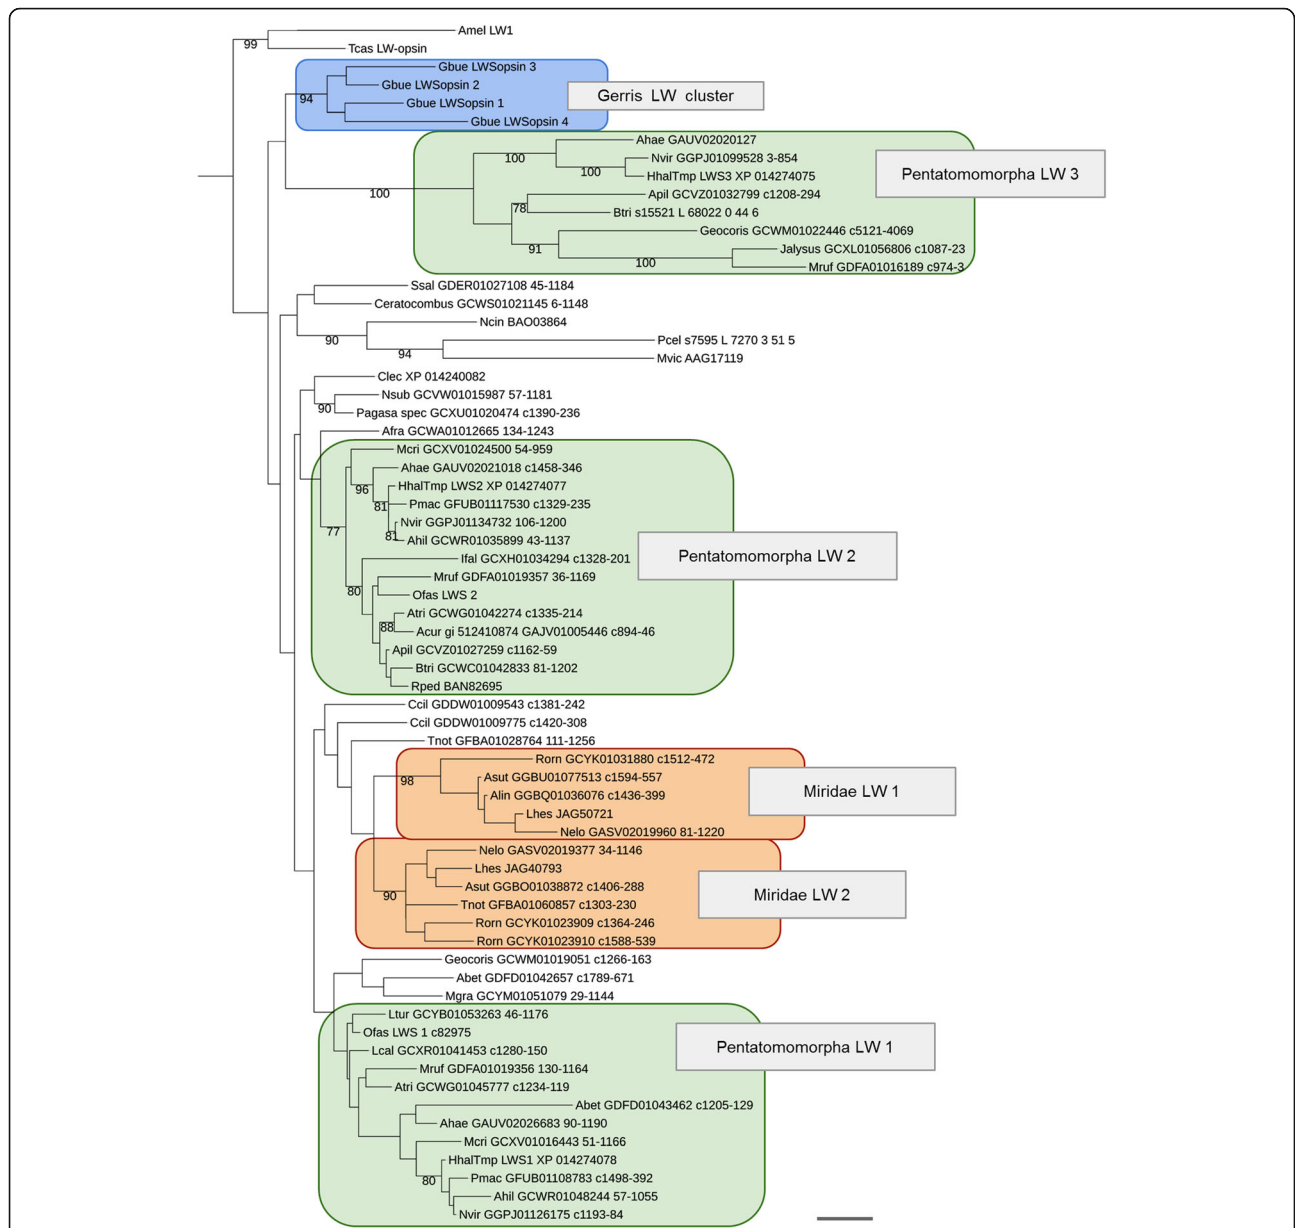 Amel LW1
99
Tcas LW-opsin
Gbue LWSopsin 3
Gbue LWSopsin 2
94
Gerris LW cluster
Gbue LWSopsin 1
Gbue LWSopsin 4
Ahae GAUV02020127
100
Nvir GGPJ01099528 3-854
100
HhalTmp LWS3 XP 014274075
Pentatomomorpha LW 3
100
Apil GCVZ01032799 c1208-294
78
Btri s15521 L 68022 0 44 6
Geocoris GCWM01022446 c5121-4069
91
Jalysus GCXL01056806 c1087-23
100
Mruf GDFA01016189 c974-3
Ssal GDER01027108 45-1184
Ceratocombus GCWS01021145 6-1148
Ncin BAO03864
90
Pcel s7595 L 7270 3 51 5
94
Mvic AAG17119
Clec XP 014240082
Nsub GCVW01015987 57-1181
90
Pagasa spec GCXU01020474 c1390-236
Afra GCWA01012665 134-1243
Mcri GCXV01024500 54-959
Ahae GAUV02021018 c1458-346
96
HhalTmp LWS2 XP 014274077
81
Pmac GFUB01117530 c1329-235
Nvir GGPJ01134732 106-1200
77
81
Ahil GCWR01035899 43-1137
Pentatomomorpha LW 2
Ifal GCXH01034294 c1328-201
Mruf GDFA01019357 36-1169
80
Ofas LWS 2
Atri GCWG01042274 c1335-214
88
Acur gi 512410874 GAJV01005446 c894-46
Apil GCVZ01027259 c1162-59
Btri GCWC01042833 81-1202
Rped BAN82695
Ccil GDDW01009543 c1381-242
Ccil GDDW01009775 c1420-308
Tnot GFBA01028764 111-1256
Rorn GCYK01031880 c1512-472
98
Asut GGBU01077513 c1594-557
Miridae LW 1
Alin GGBQ01036076 c1436-399
Lhes JAG50721
Nelo GASV02019960 81-1220
Nelo GASV02019377 34-1146
Lhes JAG40793
Asut GGBO01038872 c1406-288
90
Miridae LW 2
Tnot GFBA01060857 c1303-230
Rorn GCYK01023909 c1364-246
Rorn GCYK01023910 c1588-539
Geocoris GCWM01019051 c1266-163
Abet GDFD01042657 c1789-671
Mgra GCYM01051079 29-1144
Ltur GCYB01053263 46-1176
Ofas LWS 1 c82975
Pentatomomorpha LW 1
Lcal GCXR01041453 c1280-150
Mruf GDFA01019356 130-1164
Atri GCWG01045777 c1234-119
Abet GDFD01043462 c1205-129
Ahae GAUV02026683 90-1190
Mcri GCXV01016443 51-1166
HhalTmp LWS1 XP 014274078
80
Pmac GFUB01108783 c1498-392
Ahil GCWR01048244 57-1055
Nvir GGPJ01126175 c1193-84